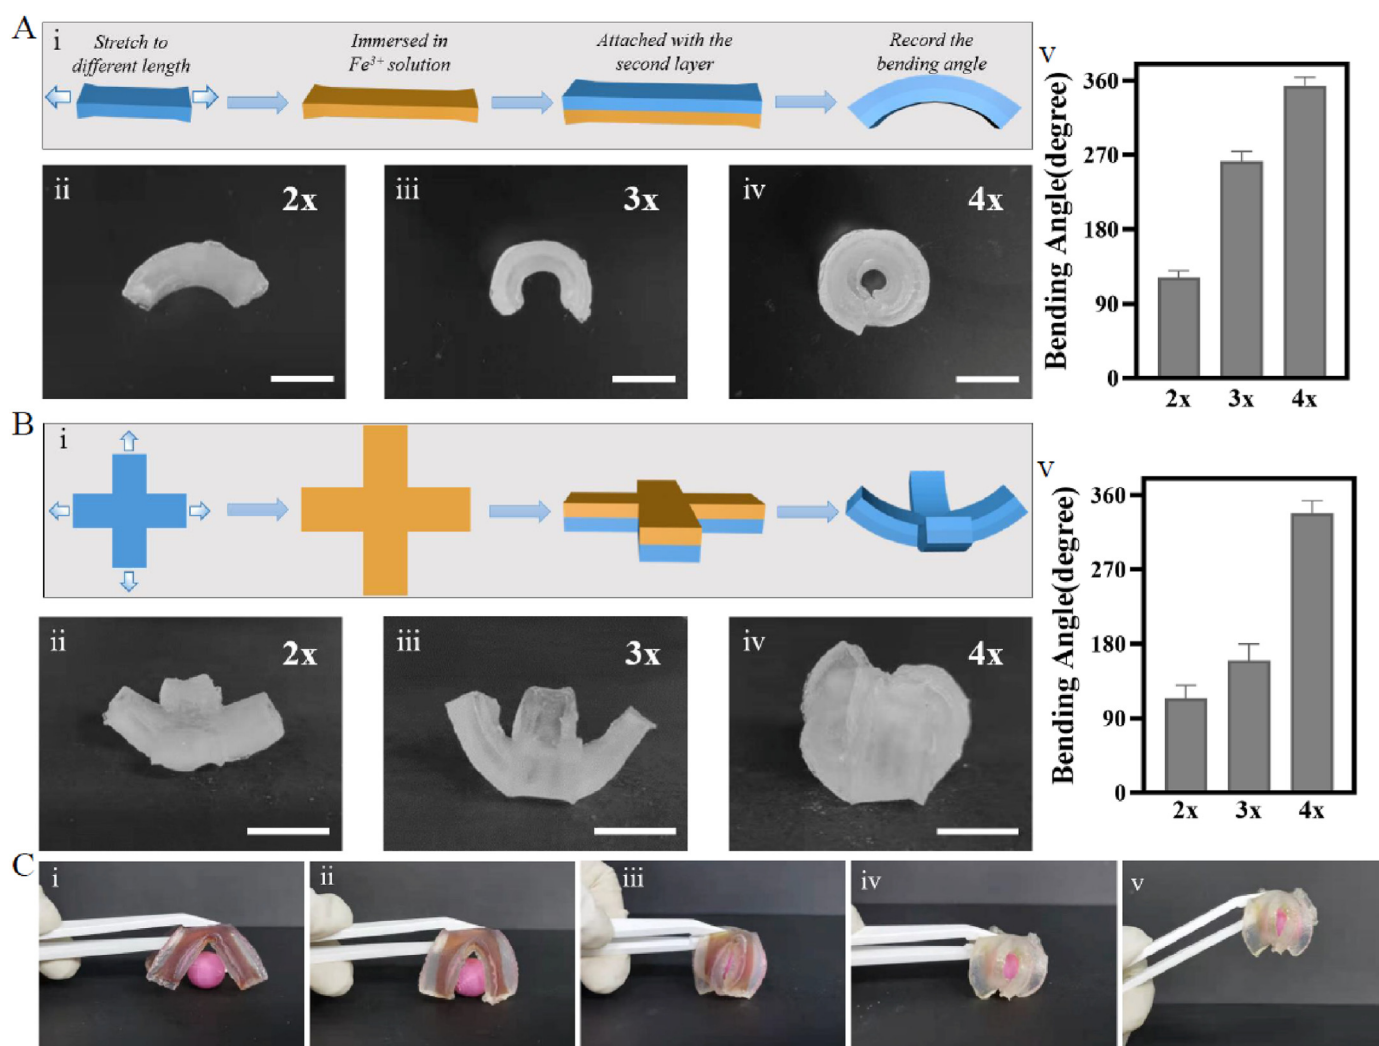 A
i
Stretch to
different length
Immersed in
Fe³⁺ solution
Attached with the
second layer
Record the
bending angle
ii
2x
iii
3x
iv
4x
v
Bending Angle(degree)
360
270
180
90
0
2x
3x
4x
B
i
ii
2x
iii
3x
iv
4x
v
Bending Angle(degree)
360
270
180
90
0
2x
3x
4x
C
i
ii
iii
iv
v